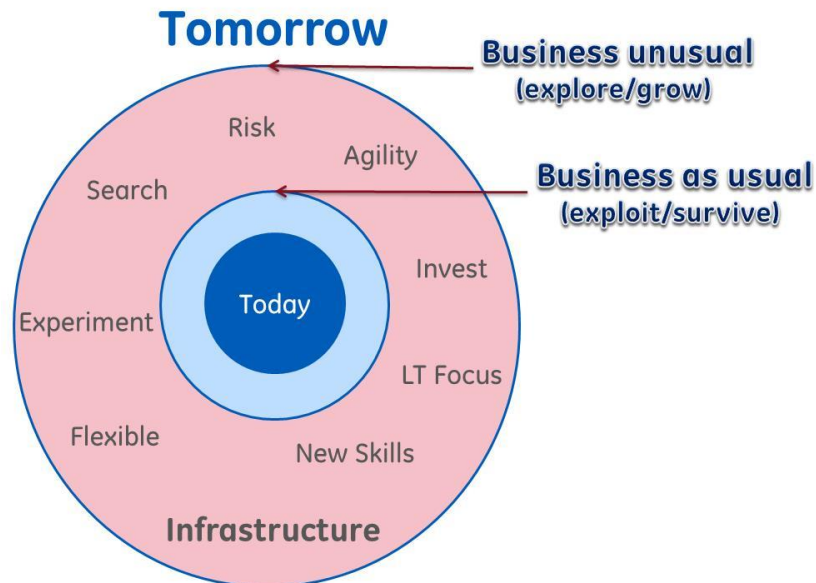 Tomorrow
Business unusual
(explore/grow)
Risk
Agility
Search
Business as usual
(exploit/survive)
Invest
Today
Experiment
LT Focus
Flexible
New Skills
Infrastructure